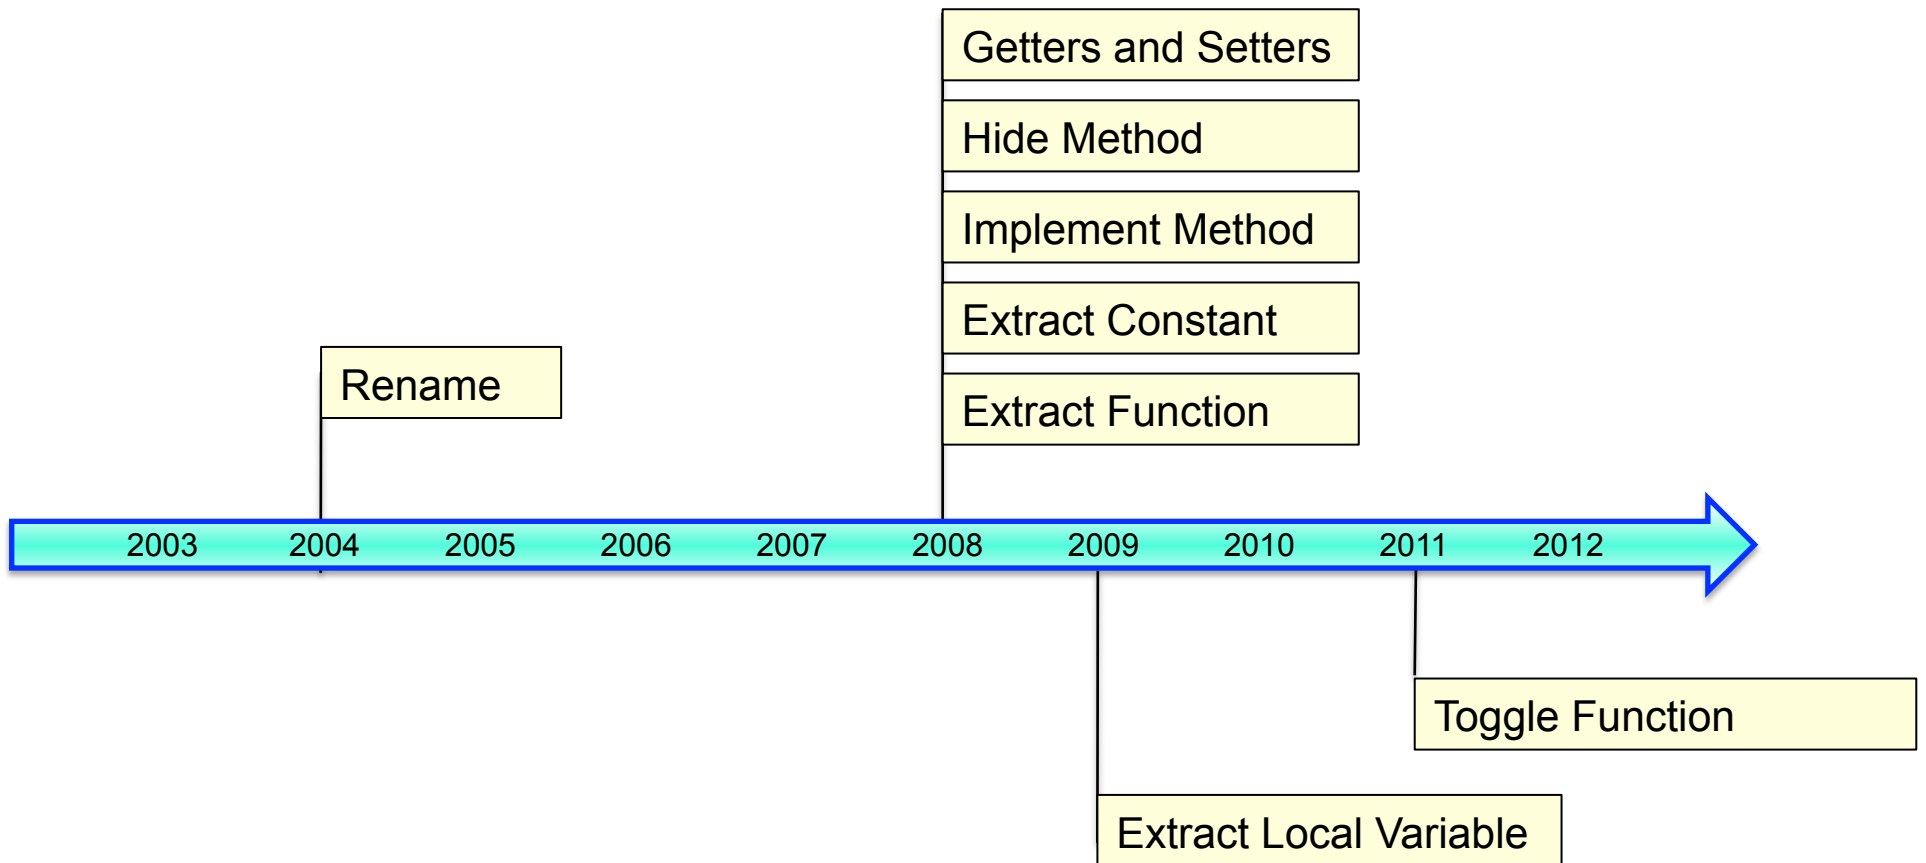 Getters and Setters
Hide Method
Implement Method
Extract Constant
Rename
Extract Function
2003 2004 2005 2006 2007 2008 2009 2010 2011 2012
Toggle Function
Extract Local Variable